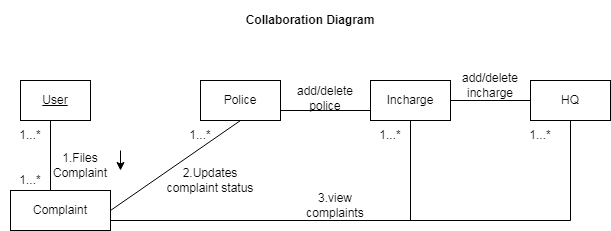 Collaboration Diagram
User
Police
add/delete
police
Incharge
add/delete
incharge
HQ
1...*
1...*
1...*
1...*
1.Files
Complaint
1...*
2.Updates
complaint status
Complaint
3.view
complaints